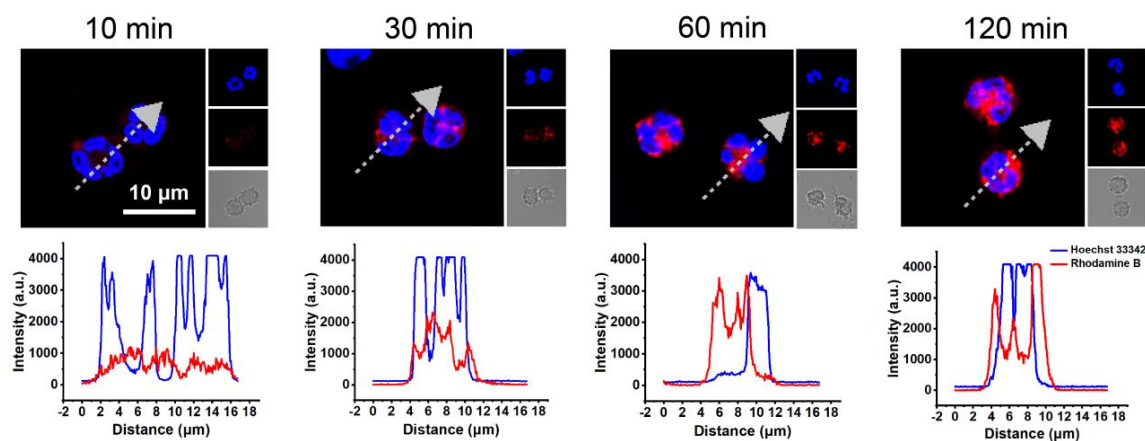 10 min 30 min 60 min 120 min
10 µm
Hoechst 33342
Rhodamine B
4000 4000 4000 4000
3000 3000 3000 3000
2000 2000 2000 2000
1000 1000 1000 1000
0 0 0 0
Intensity (a.u.) Intensity (a.u.) Intensity (a.u.) Intensity (a.u.)
-2 0 2 4 6 8 10 12 14 16 18 -2 0 2 4 6 8 10 12 14 16 18 -2 0 2 4 6 8 10 12 14 16 18 -2 0 2 4 6 8 10 12 14 16 18
Distance (µm) Distance (µm) Distance (µm) Distance (µm)